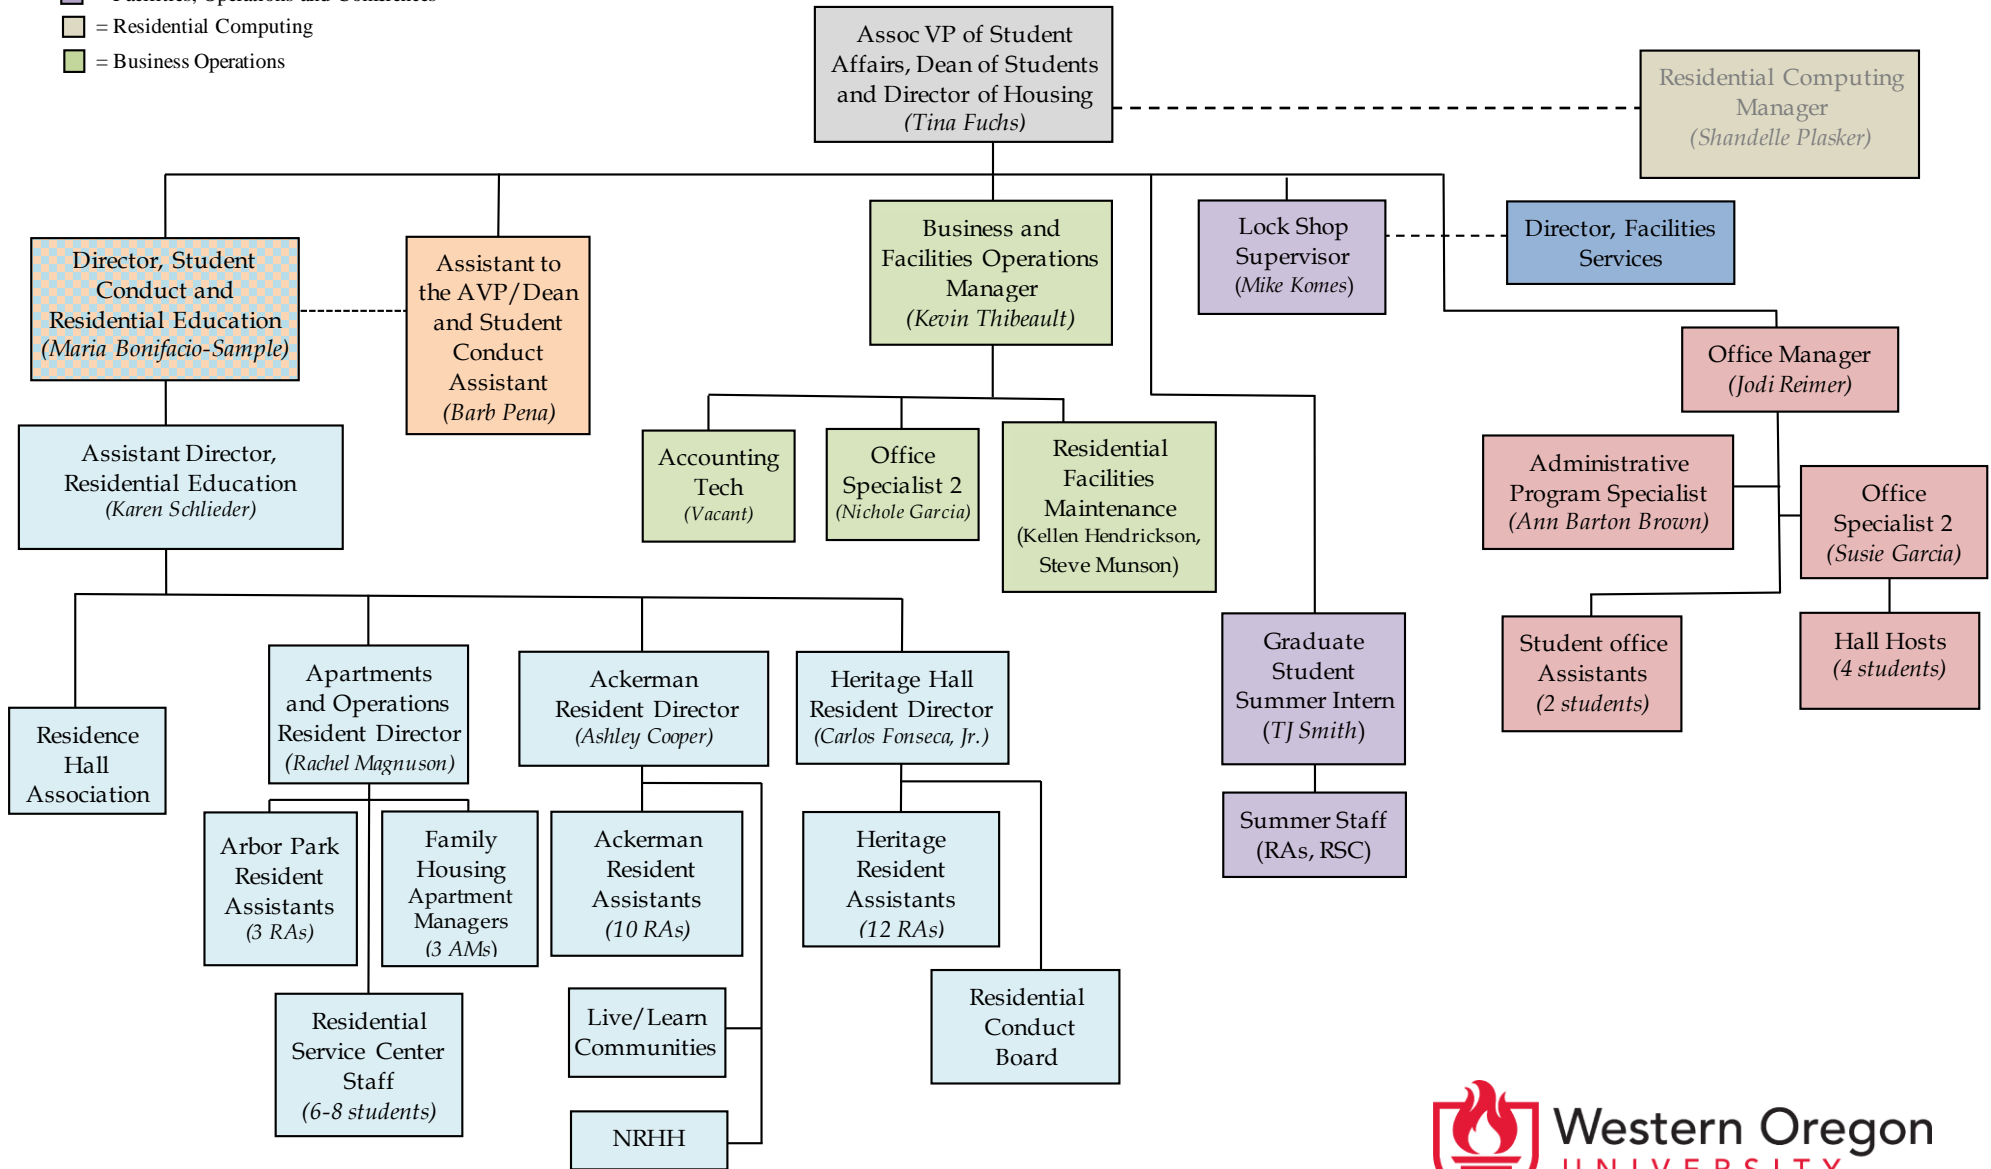 = Facilities, Operations and Conferences
= Residential Computing
= Business Operations
Assoc VP of Student
Affairs, Dean of Students
and Director of Housing
(Tina Fuchs)
Residential Computing
Manager
(Shandelle Plasker)
Director, Student
Conduct and
Residential Education
(Maria Bonifacio-Sample)
Assistant to
the AVP/Dean
and Student
Conduct
Assistant
(Barb Pena)
Business and
Facilities Operations
Manager
(Kevin Thibeault)
Lock Shop
Supervisor
(Mike Komes)
Director, Facilities
Services
Office Manager
(Jodi Reimer)
Assistant Director,
Residential Education
(Karen Schlieder)
Accounting
Tech
(Vacant)
Office
Specialist 2
(Nichole Garcia)
Residential
Facilities
Maintenance
(Kellen Hendrickson,
Steve Munson)
Administrative
Program Specialist
(Ann Barton Brown)
Office
Specialist 2
(Susie Garcia)
Student office
Assistants
(2 students)
Hall Hosts
(4 students)
Graduate
Student
Summer Intern
(TJ Smith)
Summer Staff
(RAs, RSC)
Residence
Hall
Association
Apartments
and Operations
Resident Director
(Rachel Magnuson)
Ackerman
Resident Director
(Ashley Cooper)
Heritage Hall
Resident Director
(Carlos Fonseca, Jr.)
Arbor Park
Resident
Assistants
(3 RAs)
Family
Housing
Apartment
Managers
(3 AMs)
Ackerman
Resident
Assistants
(10 RAs)
Heritage
Resident
Assistants
(12 RAs)
Residential
Service Center
Staff
(6-8 students)
Live/Learn
Communities
NRHH
Residential
Conduct
Board
Western Oregon
UNIVERSITY